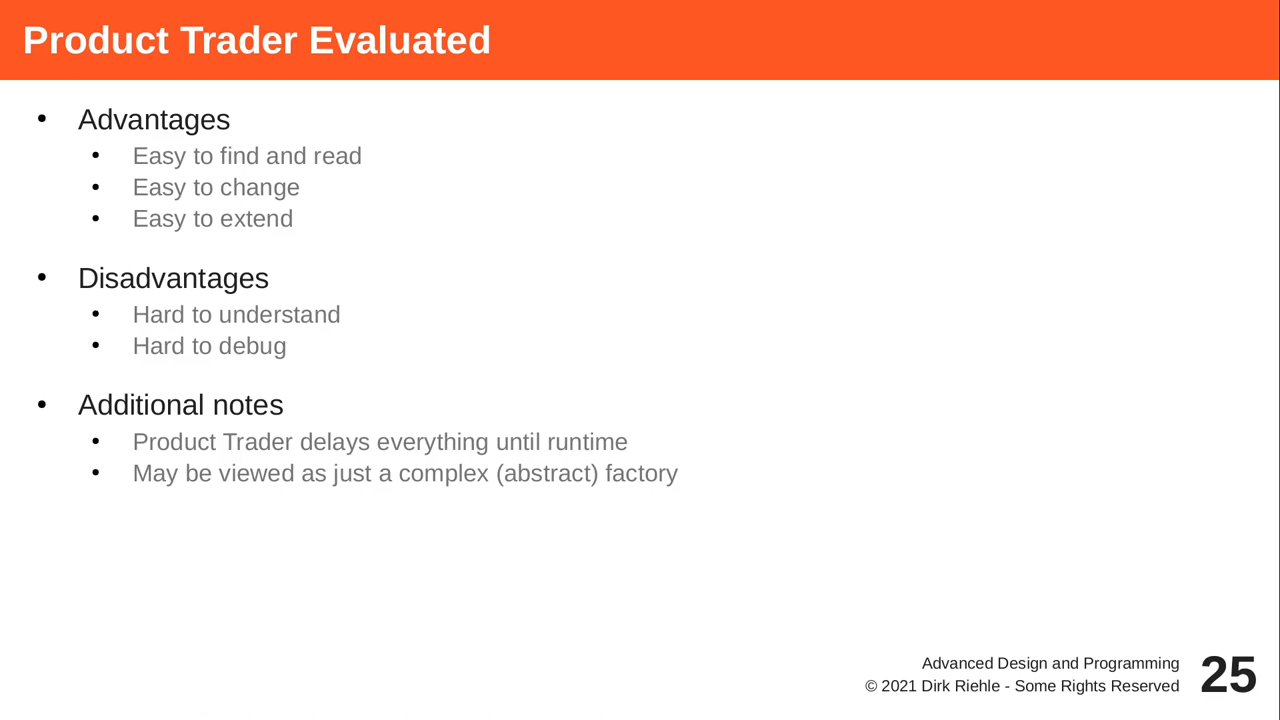 Product Trader Evaluated
• Advantages
• Easy to find and read
• Easy to change
• Easy to extend
• Disadvantages
• Hard to understand
• Hard to debug
• Additional notes
• Product Trader delays everything until runtime
• May be viewed as just a complex (abstract) factory
Advanced Design and Programming
© 2021 Dirk Riehle - Some Rights Reserved
25